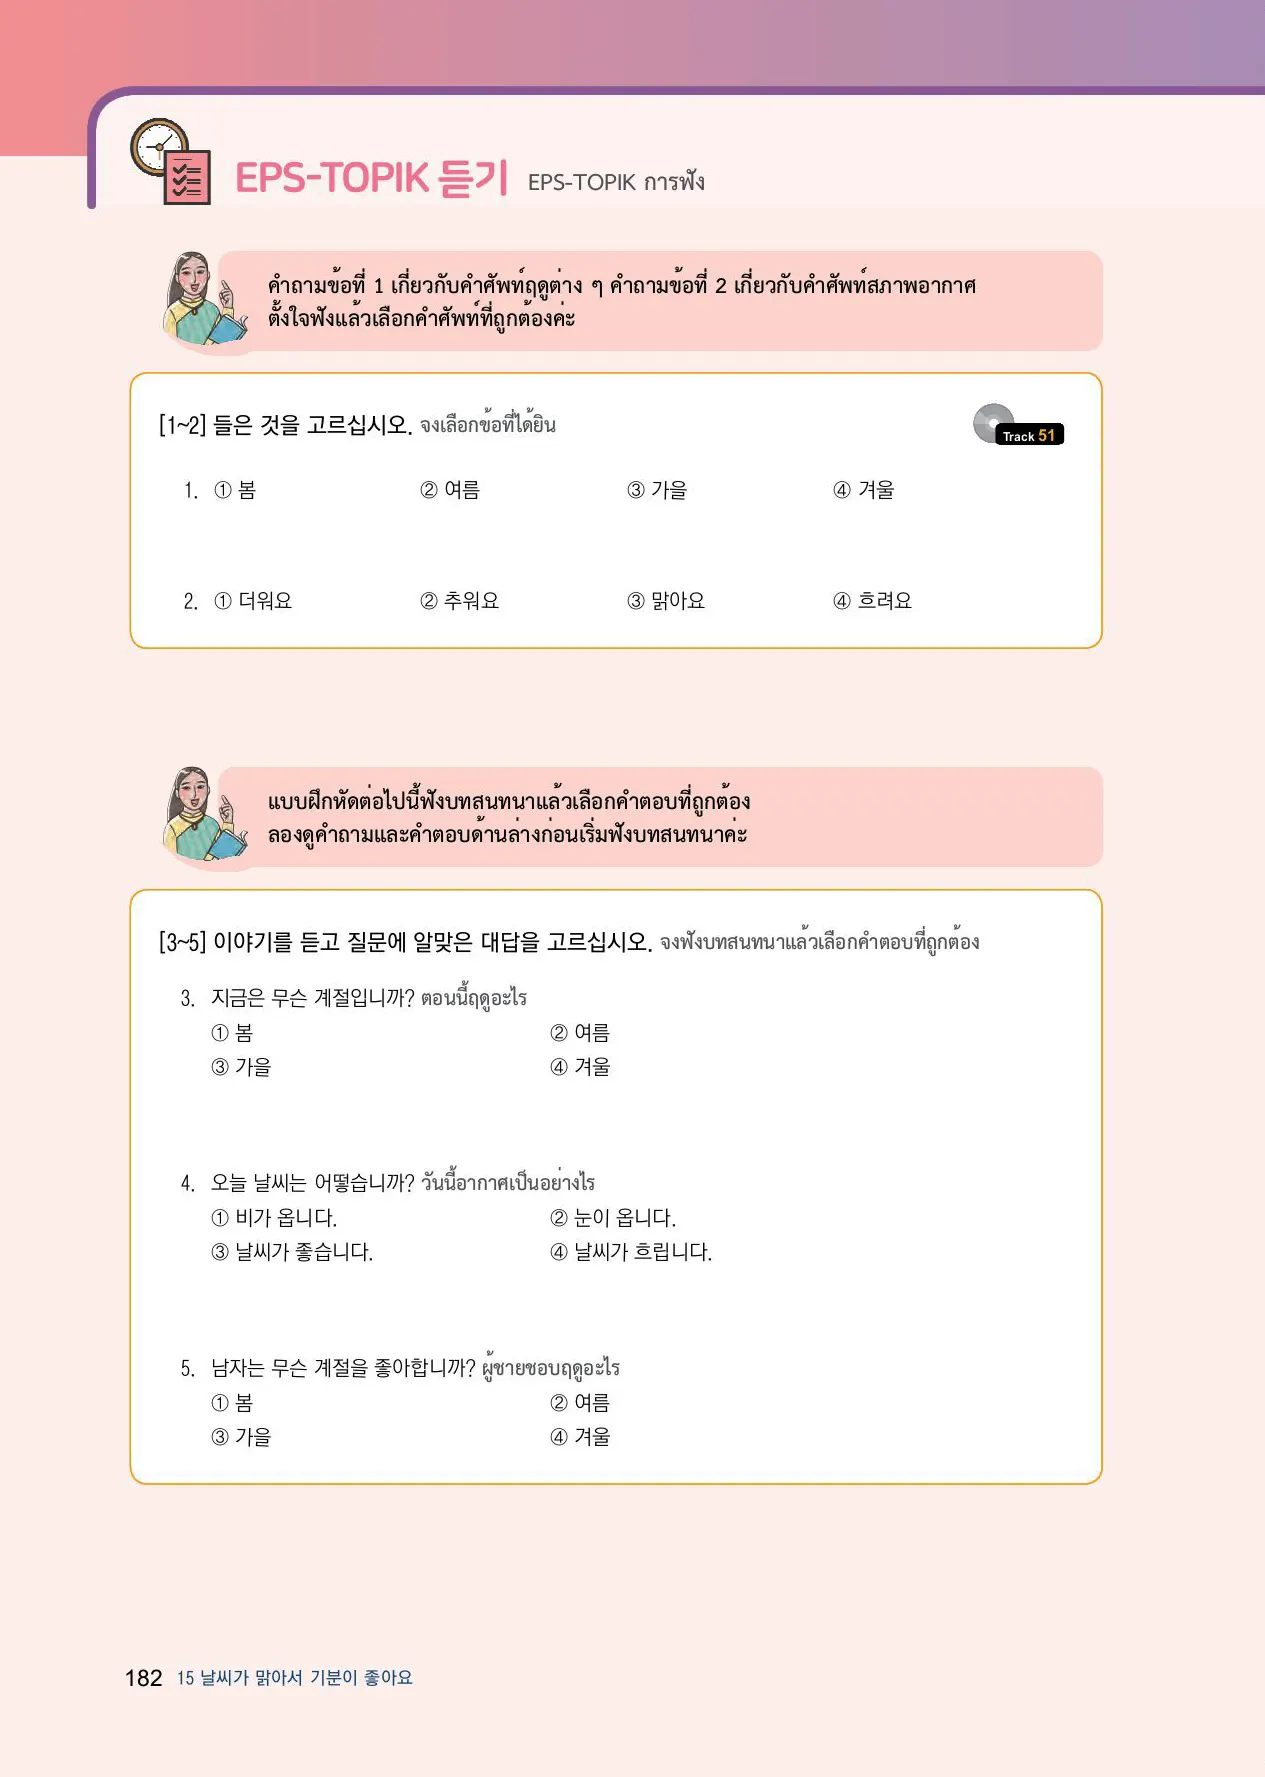 EPS-TOPIK 듣기 EPS-TOPIK การฟัง
คำถามข้อที่ 1 เกี่ยวกับคำศัพท์ฤดูต่าง ๆ คำถามข้อที่ 2 เกี่ยวกับคำศัพท์สภาพอากาศ
ตั้งใจฟังแล้วเลือกคำศัพท์ที่ถูกต้องค่ะ
[1~2] 들은 것을 고르십시오. จงเลือกข้อที่ได้ยิน
Track 51
1. ① 봄 ② 여름 ③ 가을 ④ 겨울
2. ① 더워요 ② 추워요 ③ 맑아요 ④ 흐려요
แบบฝึกหัดต่อไปนี้ฟังบทสนทนาแล้วเลือกคำตอบที่ถูกต้อง
ลองดูคำถามและคำตอบด้านล่างก่อนเริ่มฟังบทสนทนาค่ะ
[3~5] 이야기를 듣고 질문에 알맞은 대답을 고르십시오. จงฟังบทสนทนาแล้วเลือกคำตอบที่ถูกต้อง
3. 지금은 무슨 계절입니까? ตอนนี้ฤดูอะไร
① 봄 ② 여름
③ 가을 ④ 겨울
4. 오늘 날씨는 어떻습니까? วันนี้อากาศเป็นอย่างไร
① 비가 옵니다. ② 눈이 옵니다.
③ 날씨가 좋습니다. ④ 날씨가 흐립니다.
5. 남자는 무슨 계절을 좋아합니까? ผู้ชายชอบฤดูอะไร
① 봄 ② 여름
③ 가을 ④ 겨울
182 15 날씨가 맑아서 기분이 좋아요